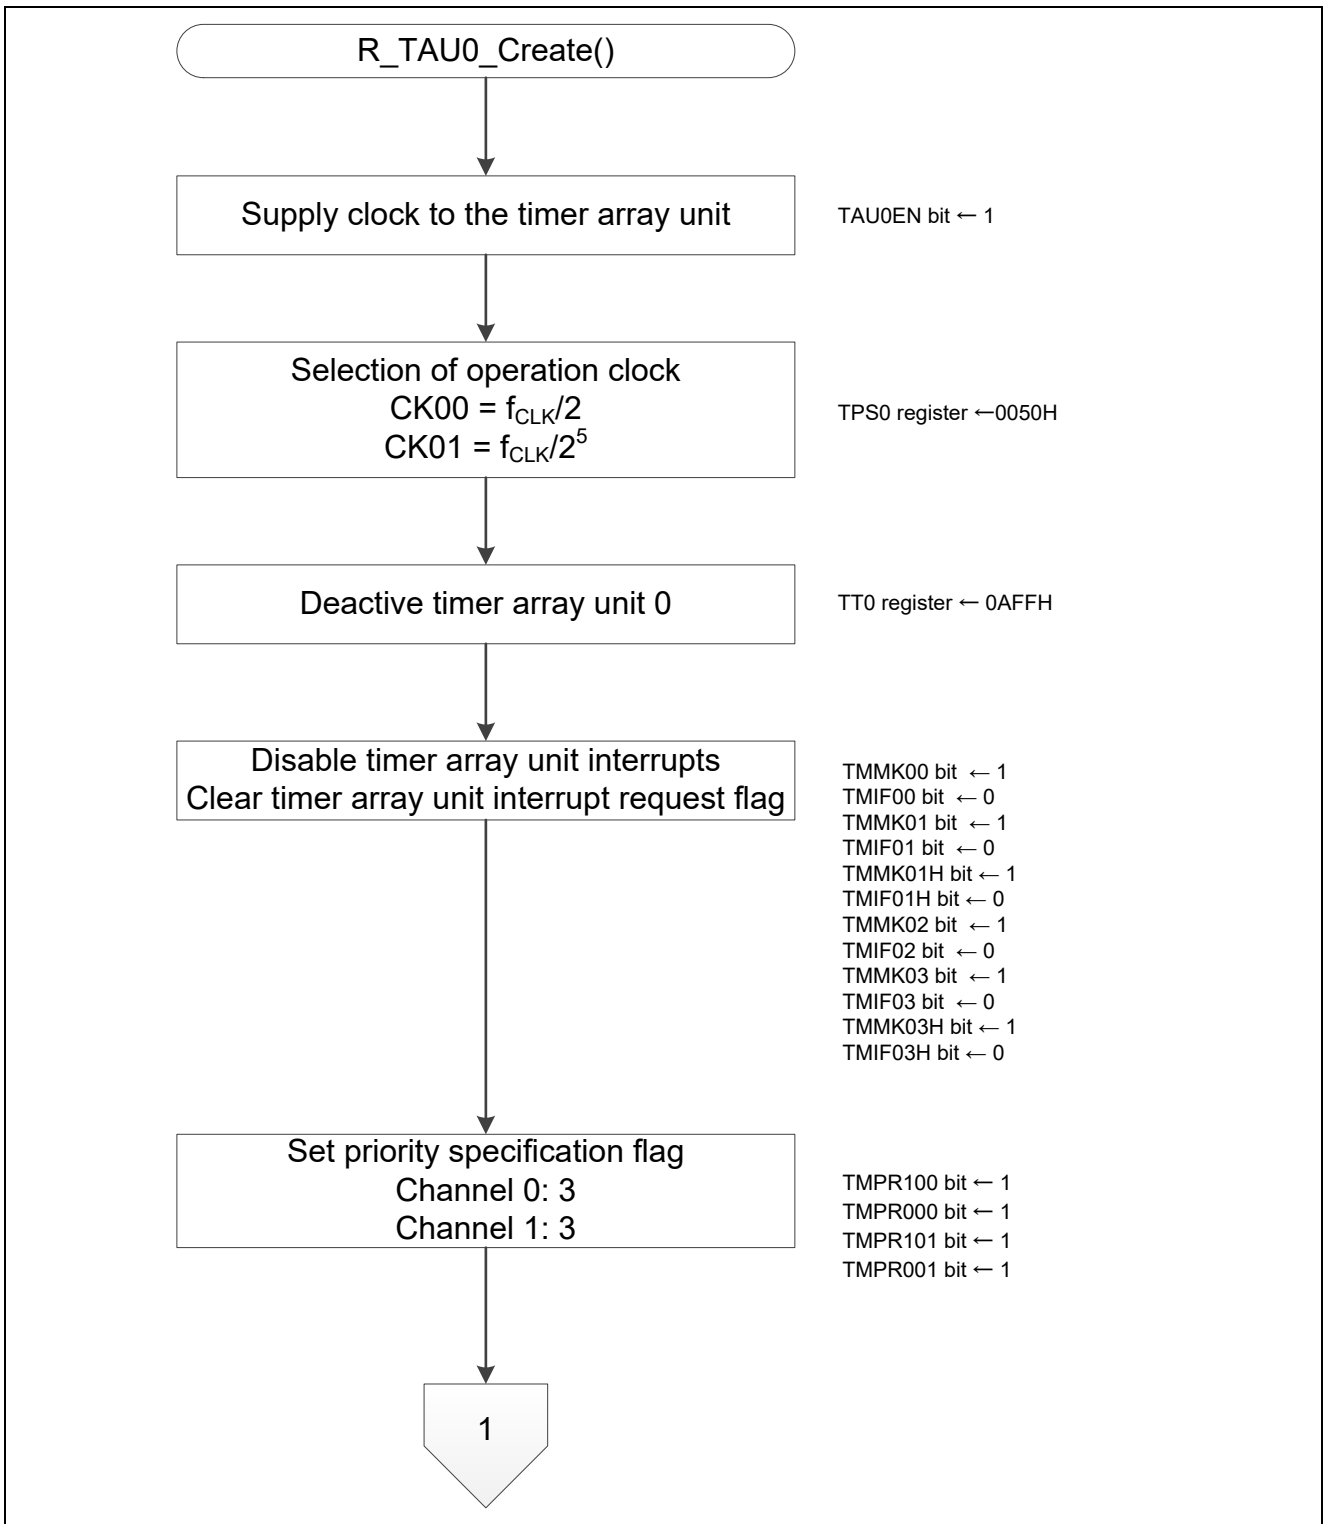 R_TAU0_Create()
Supply clock to the timer array unit
TAU0EN bit ← 1
Selection of operation clock
CK00 = fCLK/2
CK01 = fCLK/2⁵
TPS0 register ←0050H
Deactive timer array unit 0
TT0 register ← 0AFFH
Disable timer array unit interrupts
Clear timer array unit interrupt request flag
TMMK00 bit ← 1
TMIF00 bit ← 0
TMMK01 bit ← 1
TMIF01 bit ← 0
TMMK01H bit ← 1
TMIF01H bit ← 0
TMMK02 bit ← 1
TMIF02 bit ← 0
TMMK03 bit ← 1
TMIF03 bit ← 0
TMMK03H bit ← 1
TMIF03H bit ← 0
Set priority specification flag
Channel 0: 3
Channel 1: 3
TMPR100 bit ← 1
TMPR000 bit ← 1
TMPR101 bit ← 1
TMPR001 bit ← 1
1